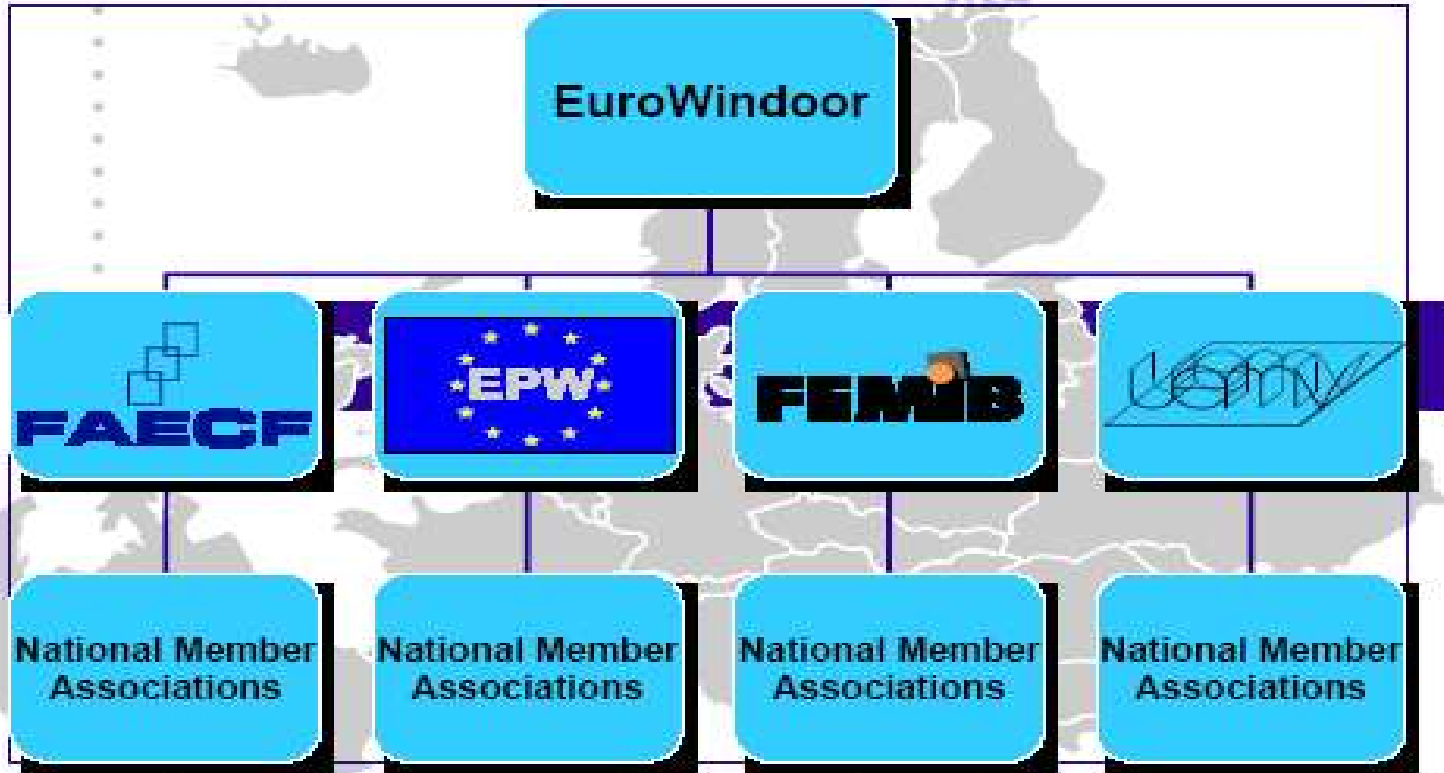 EuroWindoor
FAECF
EPW
FEMIB
National Member
Associations
National Member
Associations
National Member
Associations
National Member
Associations